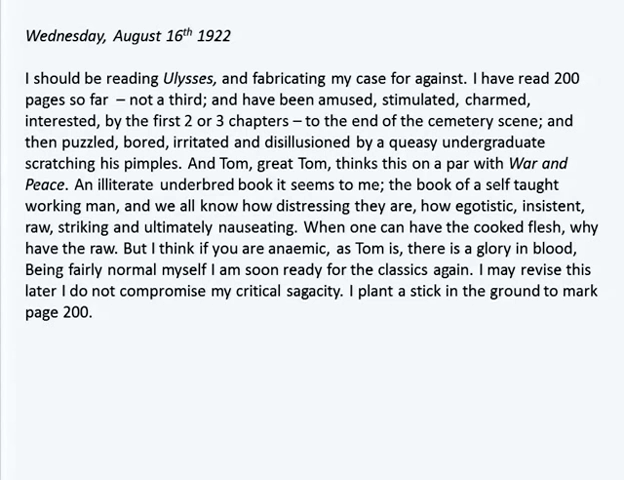 Wednesday, August 16th 1922
I should be reading Ulysses, and fabricating my case for against. I have read 200
pages so far – not a third; and have been amused, stimulated, charmed,
interested, by the first 2 or 3 chapters – to the end of the cemetery scene; and
then puzzled, bored, irritated and disillusioned by a queasy undergraduate
scratching his pimples. And Tom, great Tom, thinks this on a par with War and
Peace. An illiterate underbred book it seems to me; the book of a self taught
working man, and we all know how distressing they are, how egotistic, insistent,
raw, striking and ultimately nauseating. When one can have the cooked flesh, why
have the raw. But I think if you are anaemic, as Tom is, there is a glory in blood,
Being fairly normal myself I am soon ready for the classics again. I may revise this
later I do not compromise my critical sagacity. I plant a stick in the ground to mark
page 200.